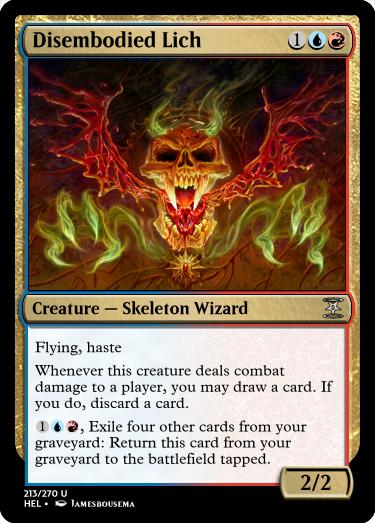 Disembodied Lich 1
Creature — Skeleton Wizard
Flying, haste
Whenever this creature deals combat
damage to a player, you may draw a card. If
you do, discard a card.
1, Exile four other cards from your
graveyard: Return this card from your
graveyard to the battlefield tapped.
2/2
213/270 U
HEL • Jamesbousema